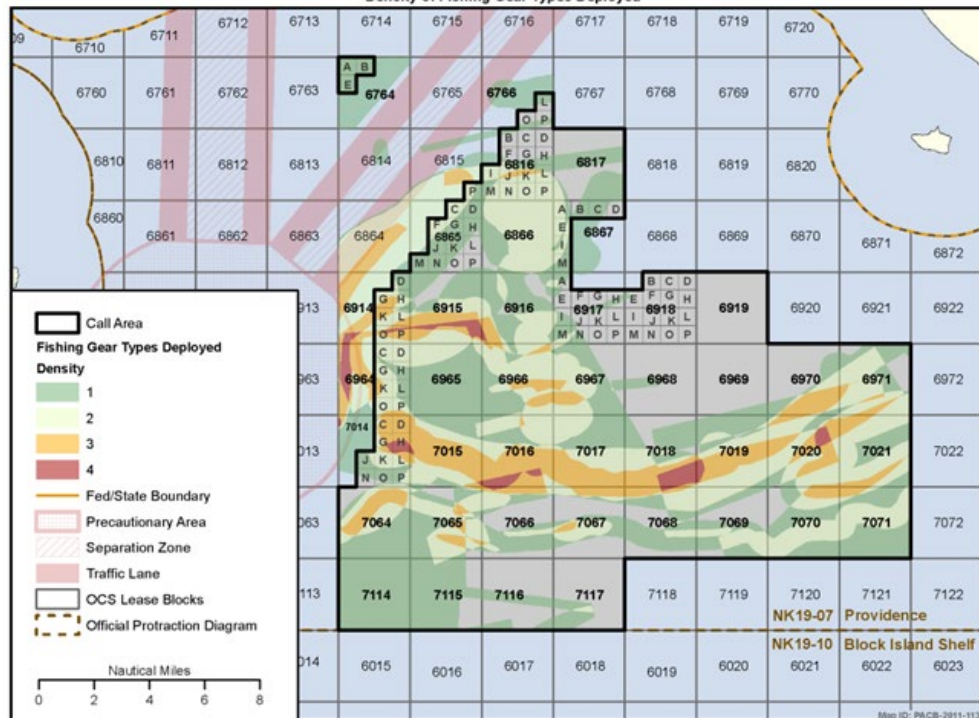 Density of Fishing Gear Types Deployed
6710 6711 6712 6713 6714 6715 6716 6717 6718 6719 6720
A B
E
6760 6761 6762 6763 6764 6765 6766 6767 6768 6769 6770
L
O P
B C D
6810 6811 6812 6813 6814 6815 F G H 6816 6817 6818 6819 6820
I J K L
P M N O P
6860 C D A B C D
6861 6862 6863 6864 F G H 6865 6866 E 6867 6868 6869 6870 6871 6872
J K L I
M N O P M
D A B C D
913 6914 G H 6915 6916 E F G H E F G H 6917 6918 6919 6920 6921 6922
K L I J K L I J K L
O P M N O P M N O P
C D
963 6964 G H 6965 6966 6967 6968 6969 6970 6971 6972
K L
O P
7014 C D
013 G H 7015 7016 7017 7018 7019 7020 7021 7022
J K L
N O P
063 7064 7065 7066 7067 7068 7069 7070 7071 7072
113 7114 7115 7116 7117 7118 7119 7120 7121 7122
NK19-07 Providence
NK19-10 Block Island Shelf
014 6015 6016 6017 6018 6019 6020 6021 6022 6023
Call Area
Fishing Gear Types Deployed
Density
1
2
3
4
Fed/State Boundary
Precautionary Area
Separation Zone
Traffic Lane
OCS Lease Blocks
Official Protraction Diagram
Nautical Miles
0 2 4 6 8